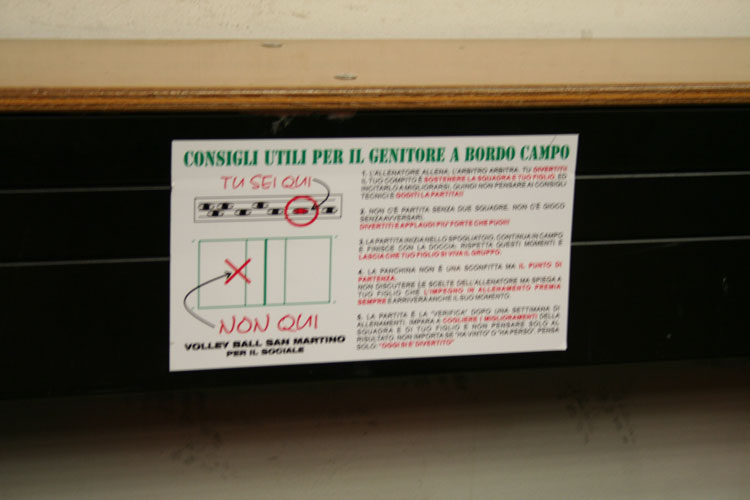 CONSIGLI UTILI PER IL GENITORE A BORDO CAMPO
TU SEI QUI
NON QUI
VOLLEY BALL SAN MARTINO
PER IL SOCIALE
1. L'ALLENATORE ALLENA, L'ARBITRO ARBITRA, TU DIVERTITI!
IL TUO COMPITO È SOSTENERE LA SQUADRA E TUO FIGLIO, ED
INCITARLO A MIGLIORARSI, QUINDI NON PENSARE AI CONSIGLI
TECNICI E GODITI LA PARTITA!!
2. NON C'È PARTITA SENZA DUE SQUADRE, NON C'È GIOCO
SENZA AVVERSARI.
DIVERTITI E APPLAUDI PIU' FORTE CHE PUOI!!
3. LA PARTITA INIZIA NELLO SPOGLIATOIO, CONTINUA IN CAMPO
E FINISCE CON LA DOCCIA: RISPETTA QUESTI MOMENTI E
LASCIA CHE TUO FIGLIO SI VIVA IL GRUPPO.
4. LA PANCHINA NON È UNA SCONFITTA MA IL PUNTO DI
PARTENZA.
NON DISCUTERE LE SCELTE DELL'ALLENATORE MA SPIEGA A
TUO FIGLIO CHE L'IMPEGNO IN ALLENAMENTO PREMIA
SEMPRE E ARRIVERÀ ANCHE IL SUO MOMENTO.
5. LA PARTITA È LA "VERIFICA" DOPO UNA SETTIMANA DI
ALLENAMENTI. IMPARA A COGLIERE I MIGLIORAMENTI DELLA
SQUADRA E DI TUO FIGLIO E NON PENSARE SOLO AL
RISULTATO. NON IMPORTA SE "HA VINTO" O "HA PERSO", PENSA
SOLO: "OGGI SI È DIVERTITO"